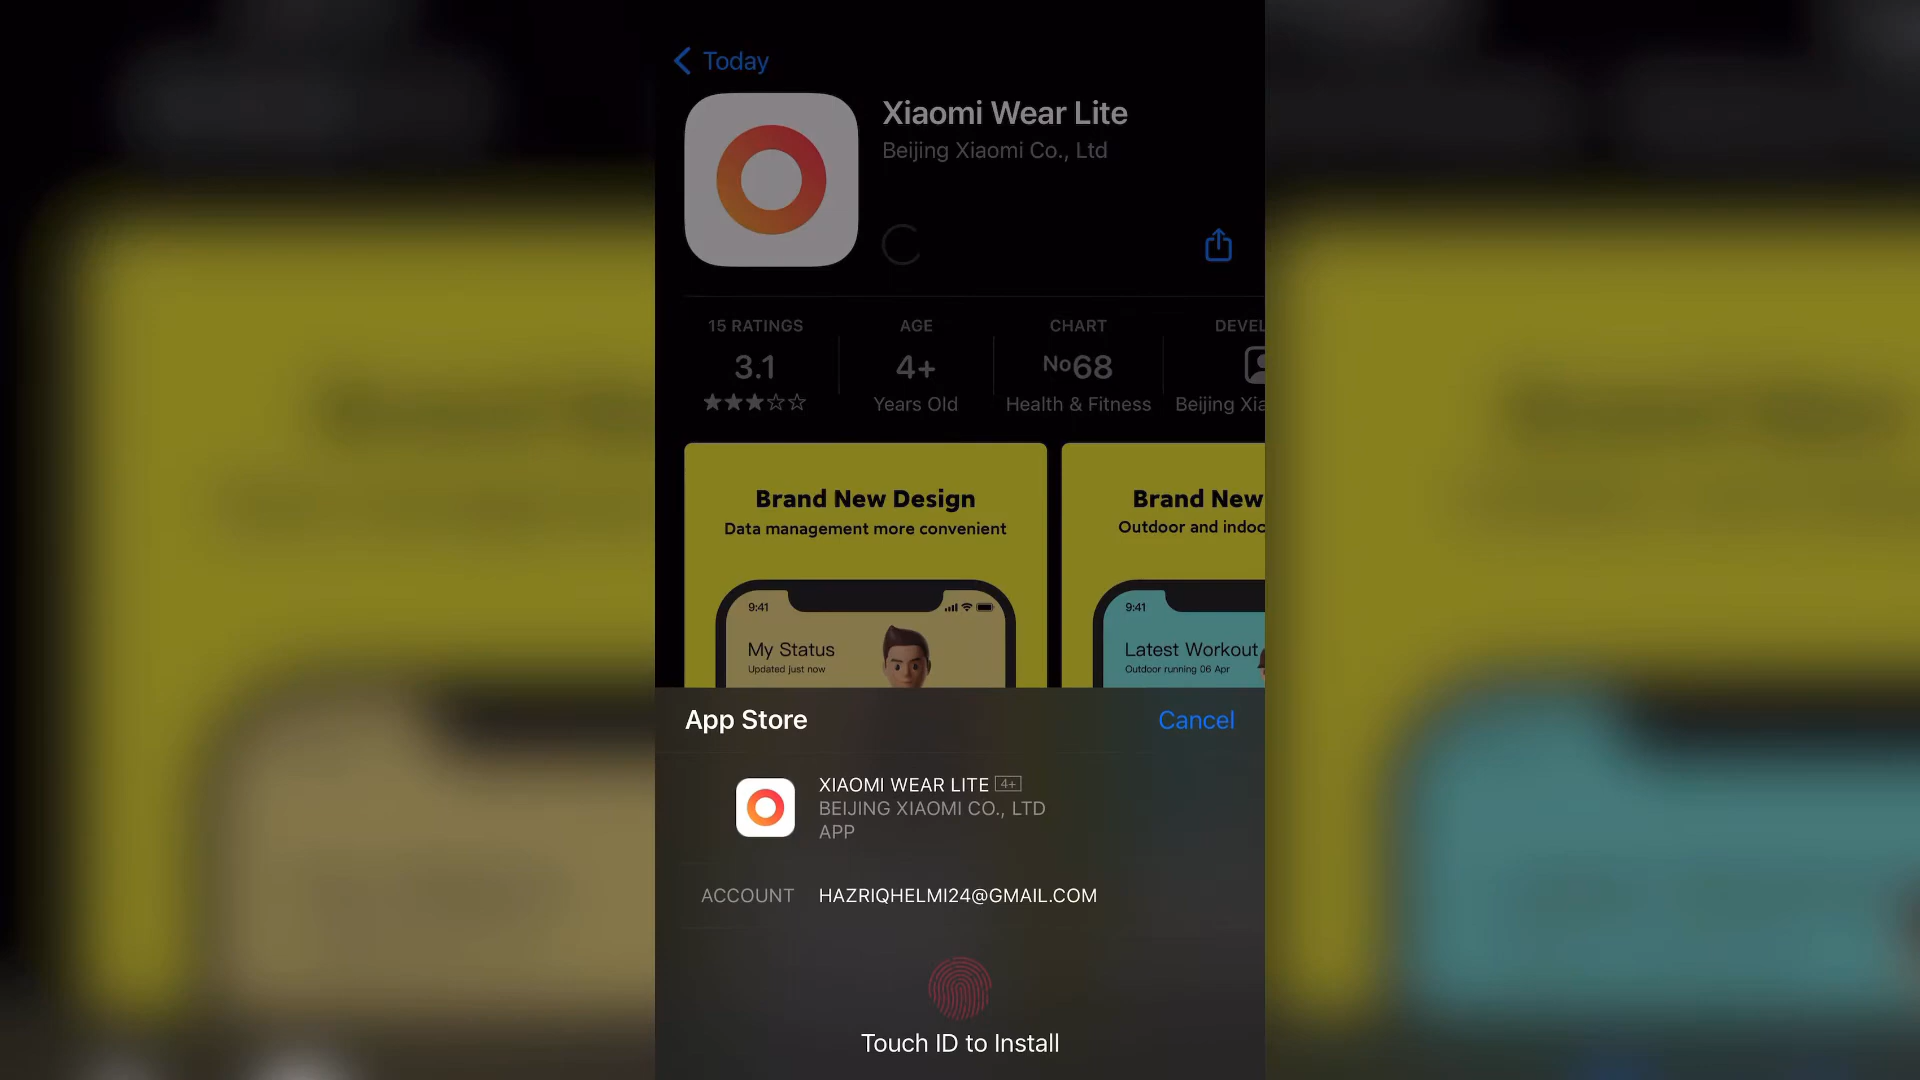 Today
Xiaomi Wear Lite
Beijing Xiaomi Co., Ltd
15 RATINGS
3.1
AGE
4+
Years Old
CHART
No68
Health & Fitness
DEVEL
Beijing Xia
Brand New Design
Data management more convenient
9:41
My Status
Updated just now
Brand New
Outdoor and indoo
9:41
Latest Workout
Outdoor running 06 Apr
App Store
Cancel
XIAOMI WEAR LITE 4+
BEIJING XIAOMI CO., LTD
APP
ACCOUNT HAZRIQHELMI24@GMAIL.COM
Touch ID to Install